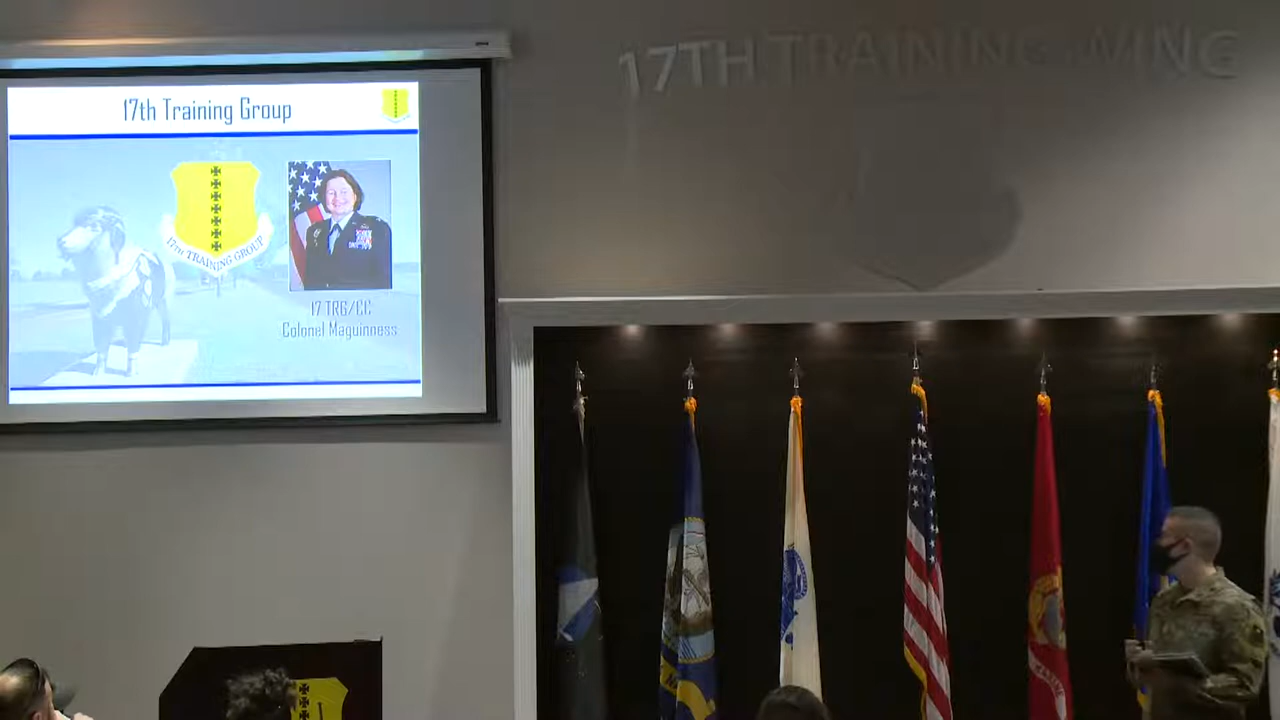 17TH TRAINING WING
17th Training Group
17TH TRAINING GROUP
17 TRG/CC
Colonel Maguinness